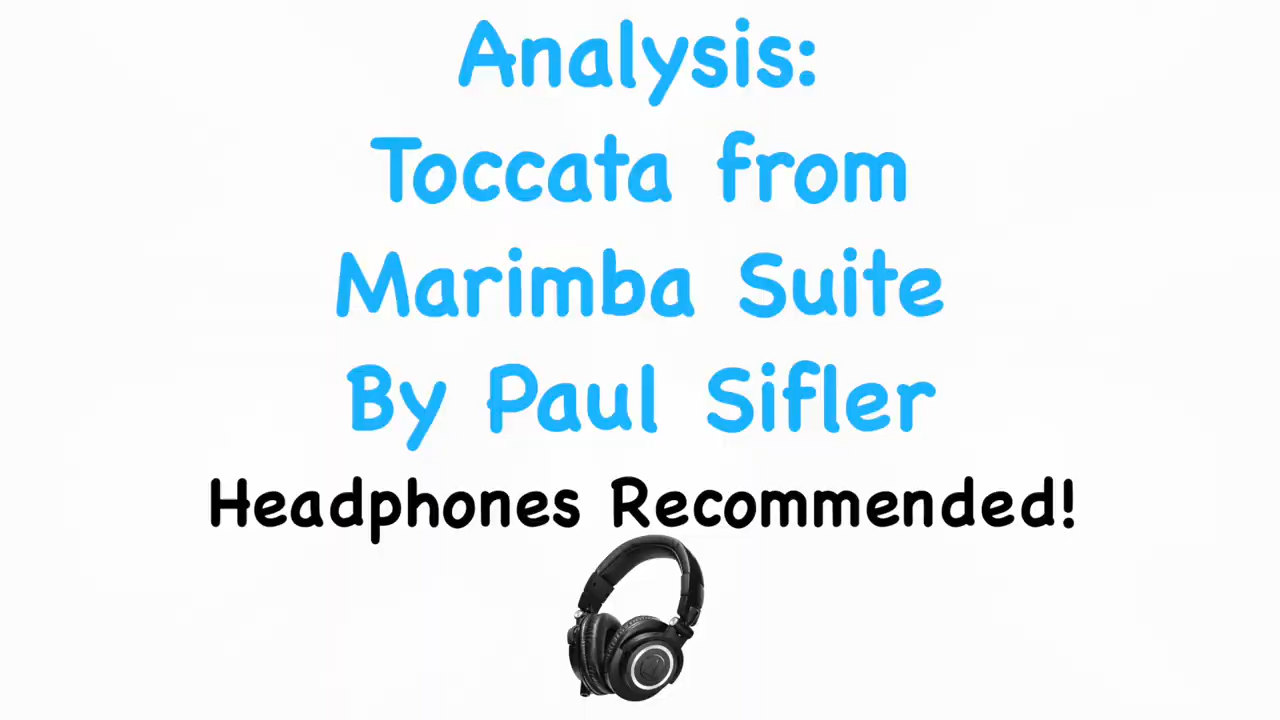 Analysis:
Toccata from
Marimba Suite
By Paul Sifler
Headphones Recommended!